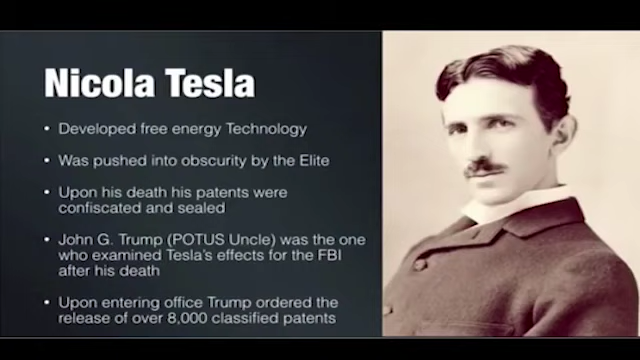 Nicola Tesla
• Developed free energy Technology
• Was pushed into obscurity by the Elite
• Upon his death his patents were
confiscated and sealed
• John G. Trump (POTUS Uncle) was the one
who examined Tesla's effects for the FBI
after his death
• Upon entering office Trump ordered the
release of over 8,000 classified patents